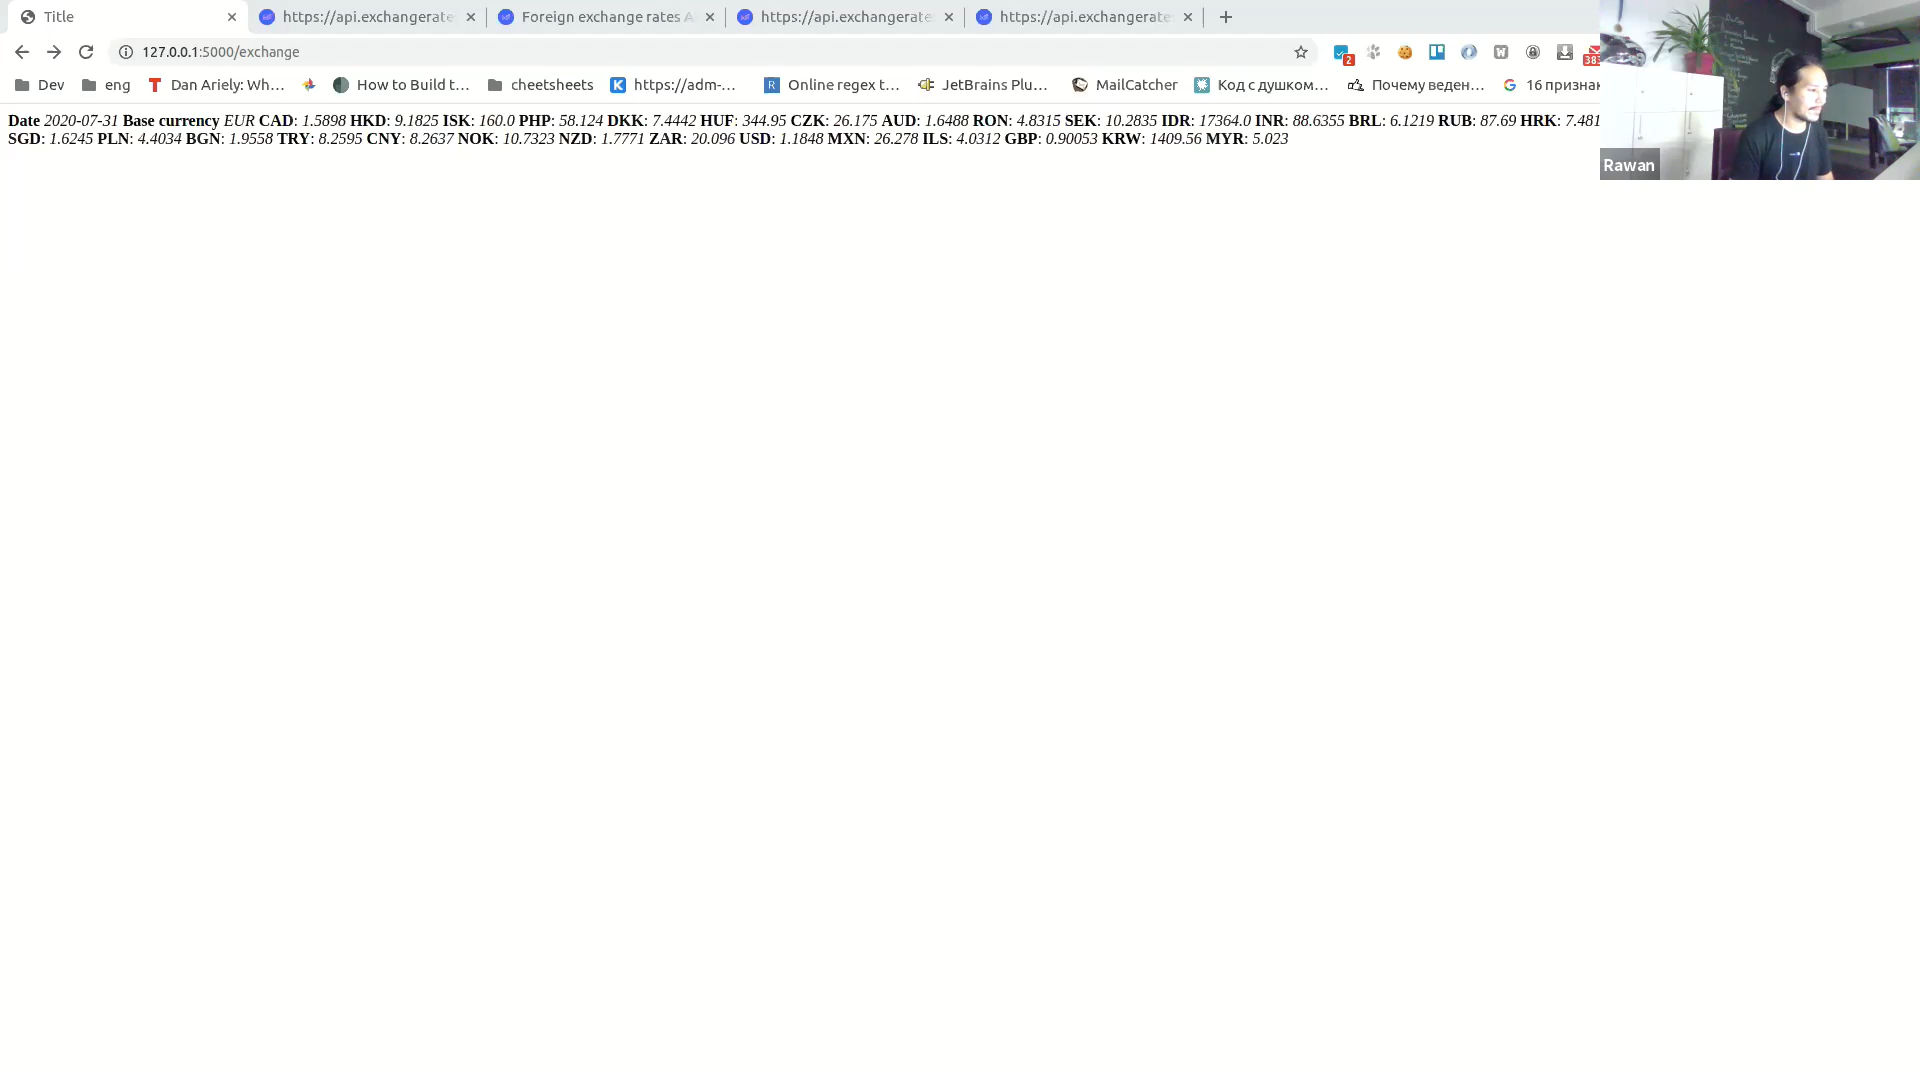 Title
https://api.exchangerate
Foreign exchange rates A
https://api.exchangerate
https://api.exchangerate
127.0.0.1:5000/exchange
2
383
Dev
eng
Dan Ariely: Wh...
How to Build t...
cheetsheets
https://adm-...
Online regex t...
JetBrains Plu...
MailCatcher
Код с душком...
Почему веден...
16 признак
Date 2020-07-31 Base currency EUR CAD: 1.5898 HKD: 9.1825 ISK: 160.0 PHP: 58.124 DKK: 7.4442 HUF: 344.95 CZK: 26.175 AUD: 1.6488 RON: 4.8315 SEK: 10.2835 IDR: 17364.0 INR: 88.6355 BRL: 6.1219 RUB: 87.69 HRK: 7.481
SGD: 1.6245 PLN: 4.4034 BGN: 1.9558 TRY: 8.2595 CNY: 8.2637 NOK: 10.7323 NZD: 1.7771 ZAR: 20.096 USD: 1.1848 MXN: 26.278 ILS: 4.0312 GBP: 0.90053 KRW: 1409.56 MYR: 5.023
Rawan